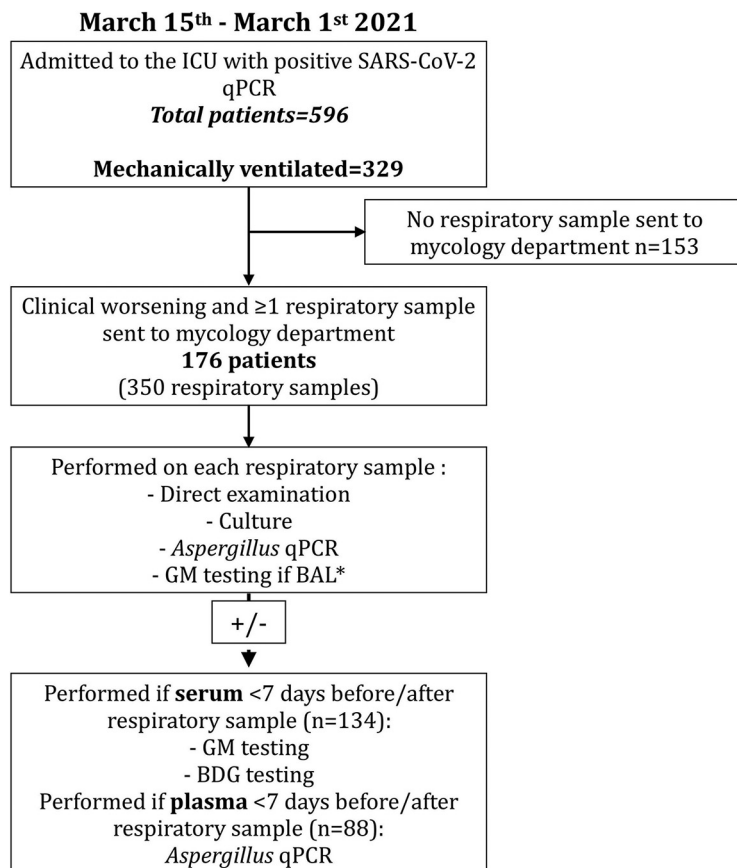 March 15th - March 1st 2021
Admitted to the ICU with positive SARS-CoV-2
qPCR
Total patients=596
Mechanically ventilated=329
No respiratory sample sent to
mycology department n=153
Clinical worsening and ≥1 respiratory sample
sent to mycology department
176 patients
(350 respiratory samples)
Performed on each respiratory sample :
- Direct examination
- Culture
- Aspergillus qPCR
- GM testing if BAL*
+/-
Performed if serum <7 days before/after
respiratory sample (n=134):
- GM testing
- BDG testing
Performed if plasma <7 days before/after
respiratory sample (n=88):
Aspergillus qPCR